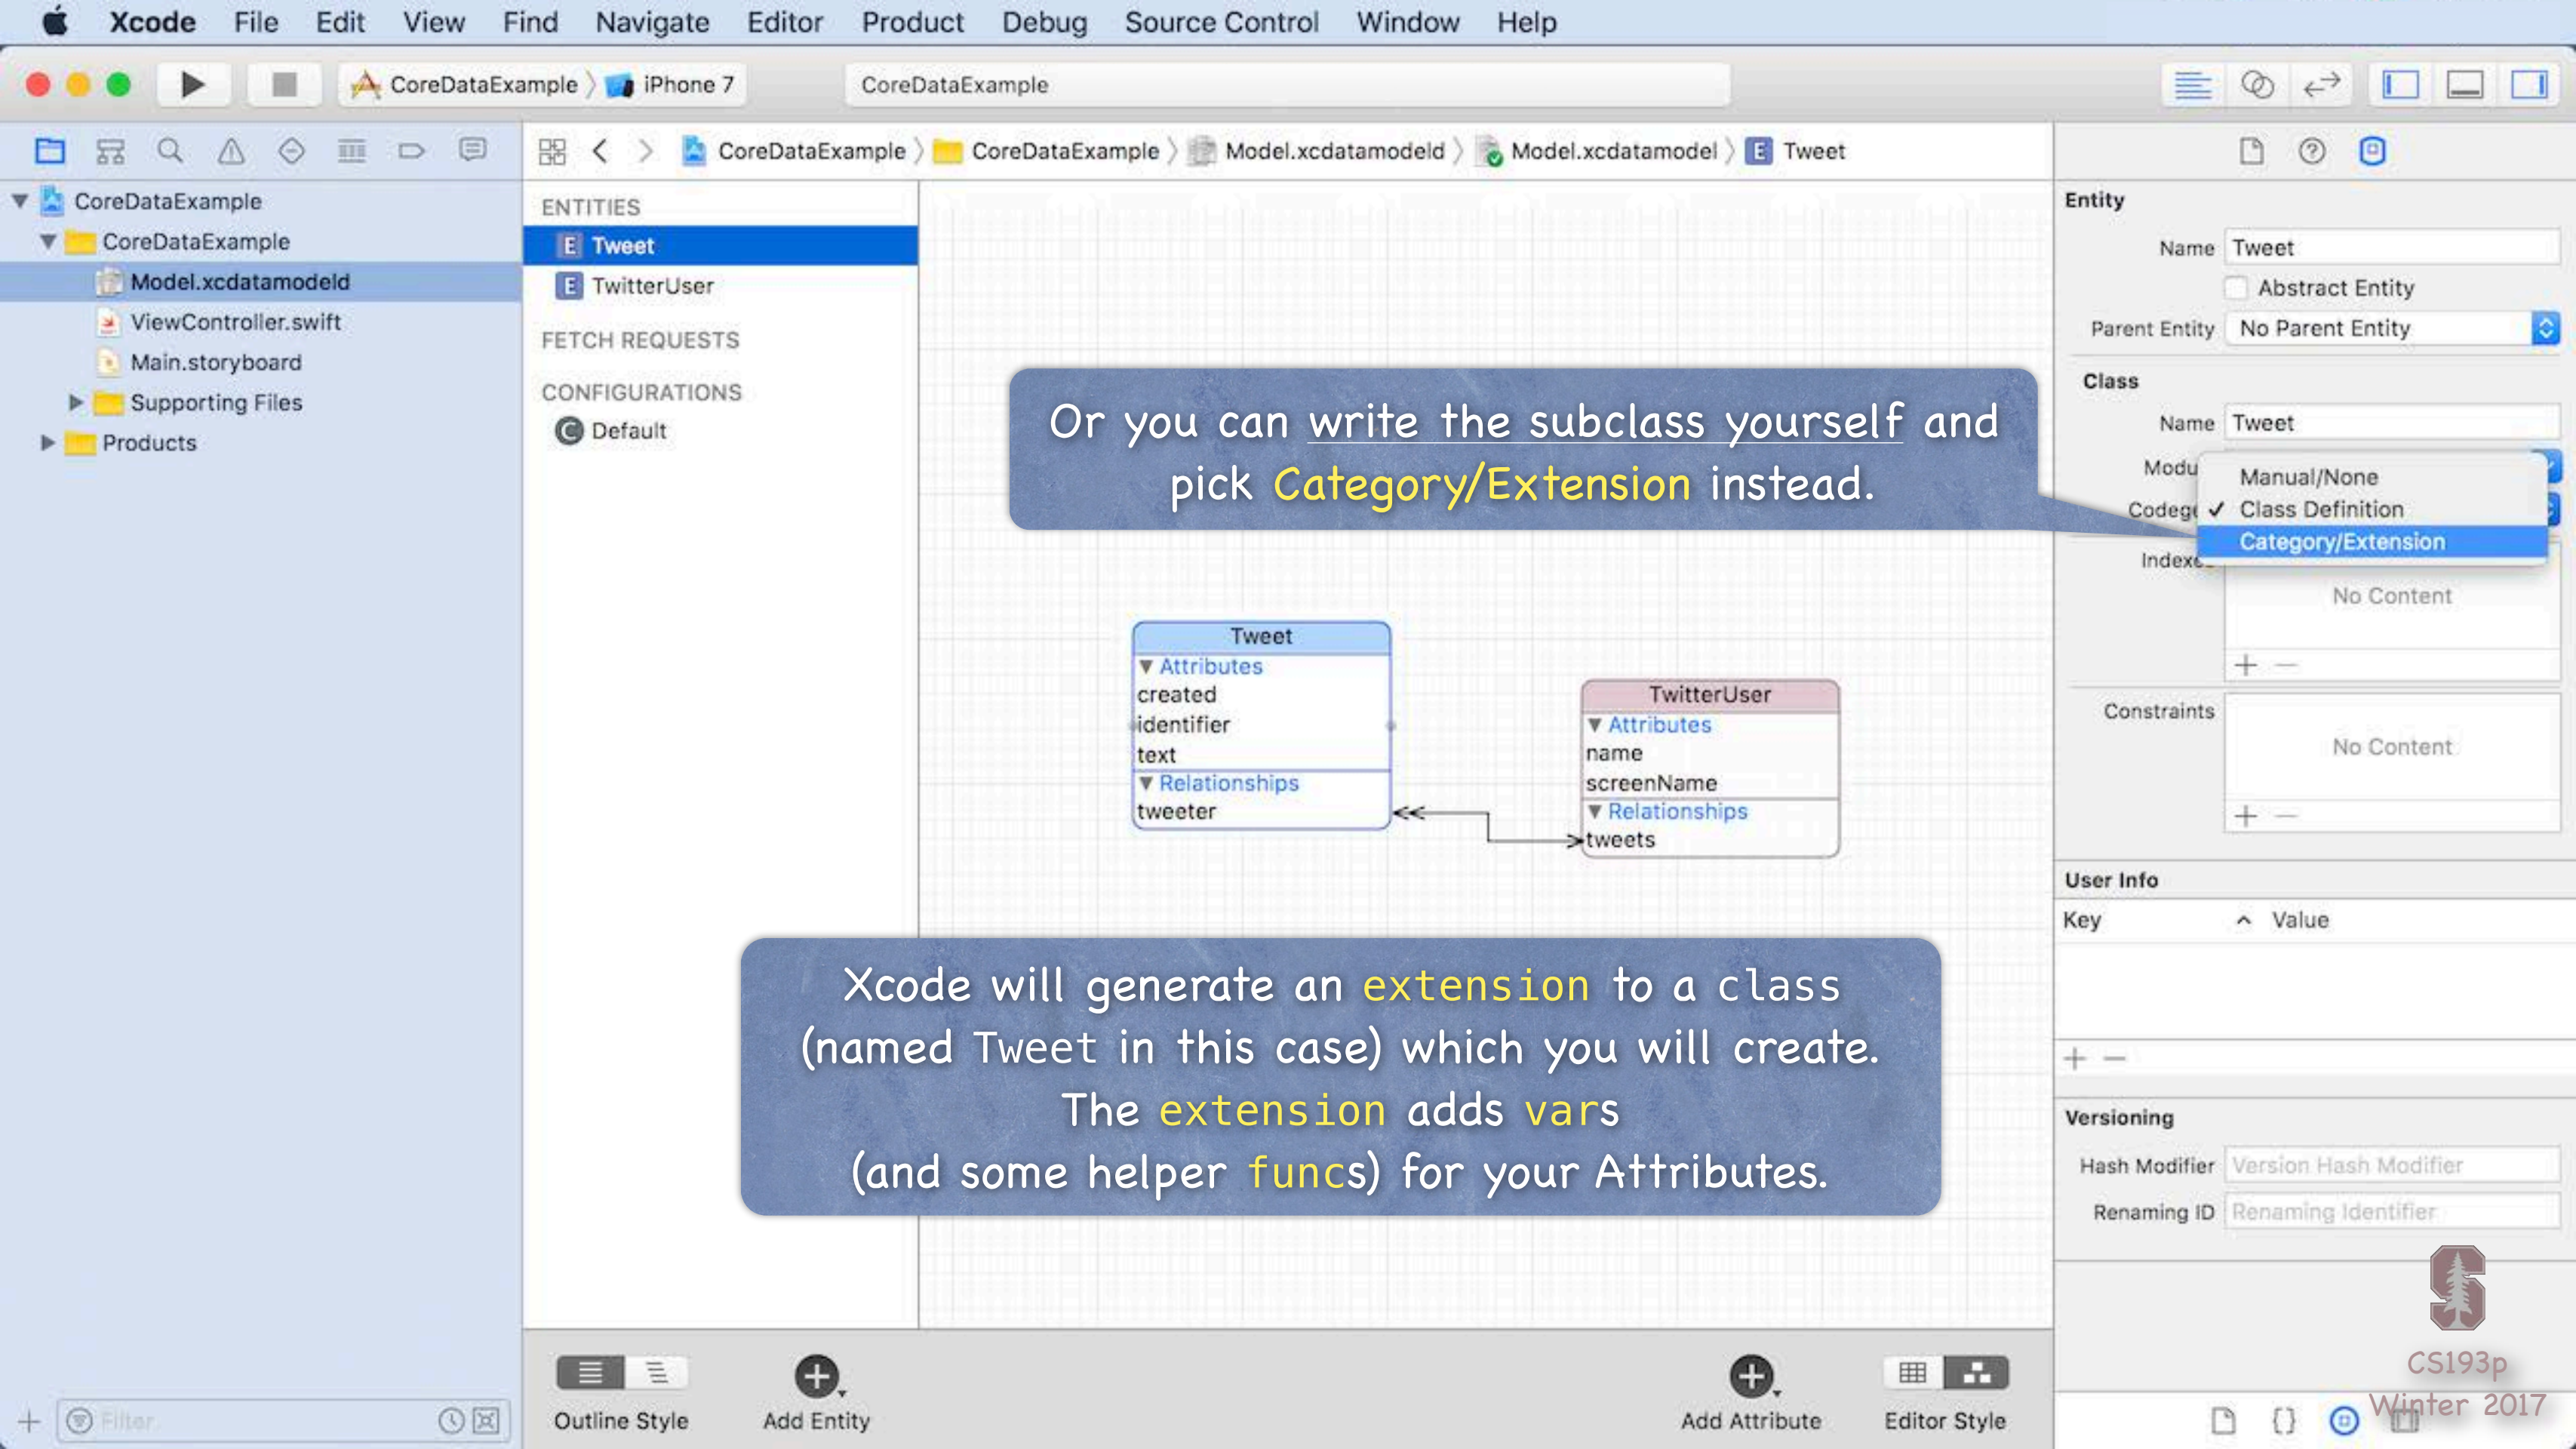 Xcode File Edit View Find Navigate Editor Product Debug Source Control Window Help
CoreDataExample iPhone 7
CoreDataExample
CoreDataExample CoreDataExample Model.xcdatamodeld Model.xcdatamodel E Tweet
CoreDataExample
CoreDataExample
Model.xcdatamodeld
ViewController.swift
Main.storyboard
Supporting Files
Products
Filter
ENTITIES
E Tweet
E TwitterUser
FETCH REQUESTS
CONFIGURATIONS
C Default
Or you can write the subclass yourself and
pick Category/Extension instead.
Tweet
Attributes
created
identifier
text
Relationships
tweeter
TwitterUser
Attributes
name
screenName
Relationships
tweets
Xcode will generate an extension to a class
(named Tweet in this case) which you will create.
The extension adds vars
(and some helper funcs) for your Attributes.
Outline Style
Add Entity
Add Attribute
Editor Style
Entity
Name Tweet
Abstract Entity
Parent Entity No Parent Entity
Class
Name Tweet
Modu
Manual/None
Codege ✓ Class Definition
Category/Extension
Indexe
No Content
Constraints
No Content
User Info
Key Value
Versioning
Hash Modifier Version Hash Modifier
Renaming ID Renaming Identifier
CS193p
Winter 2017